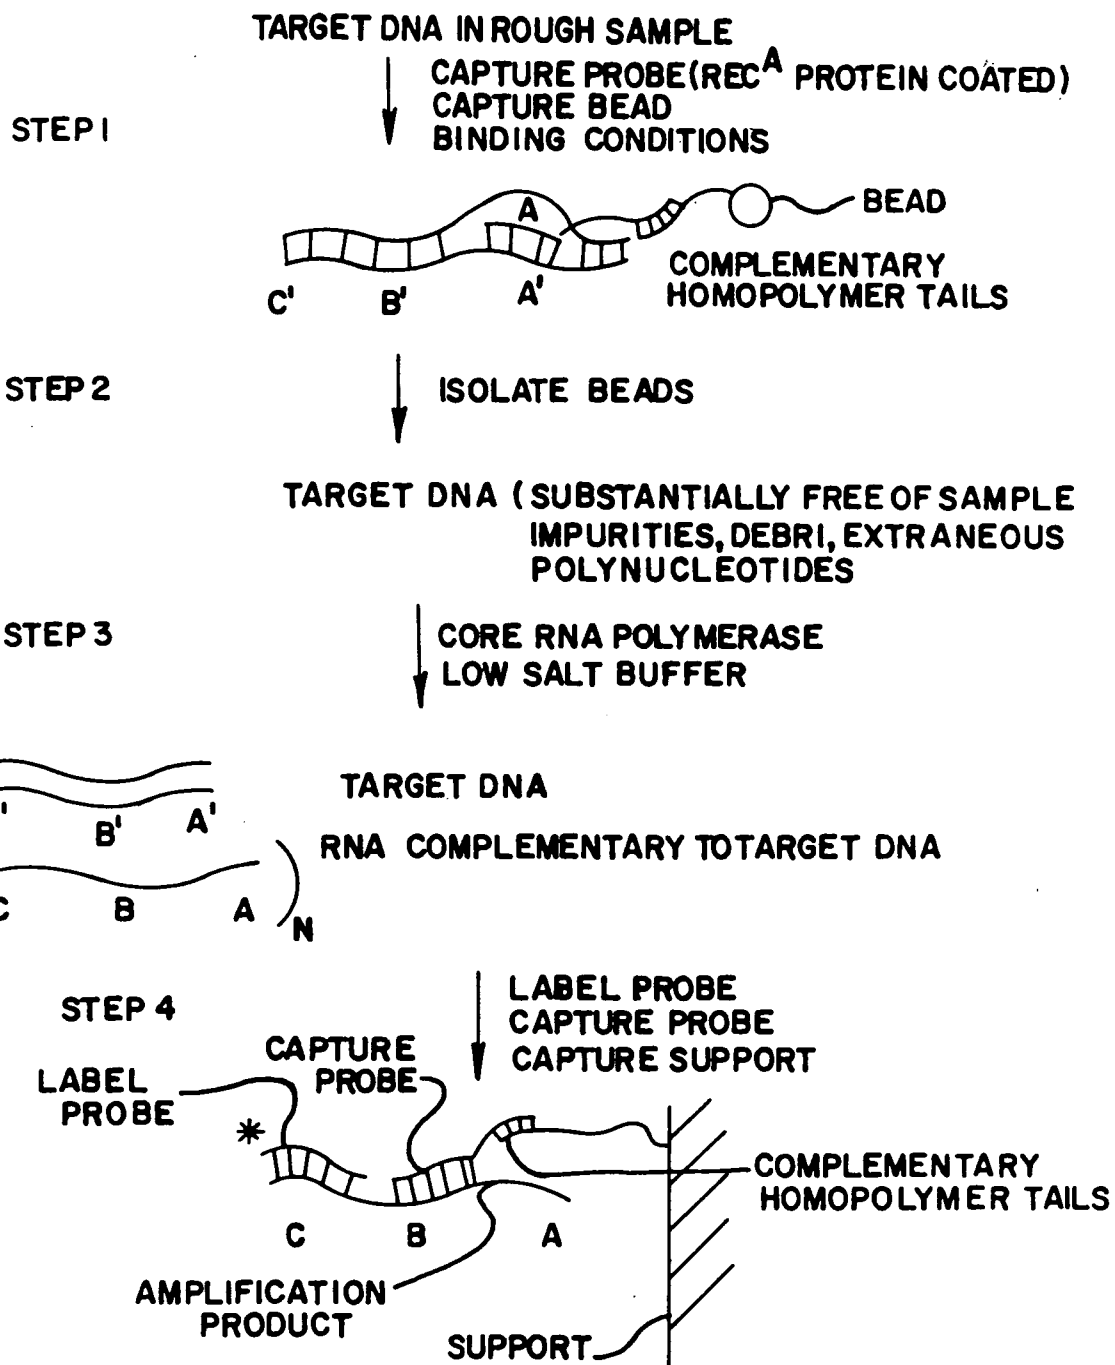 TARGET DNA IN ROUGH SAMPLE
CAPTURE PROBE (REC A PROTEIN COATED)
CAPTURE BEAD
STEP 1
BINDING CONDITIONS
A
BEAD
COMPLEMENTARY
HOMOPOLYMER TAILS
C' B' A'
STEP 2
ISOLATE BEADS
TARGET DNA (SUBSTANTIALLY FREE OF SAMPLE
IMPURITIES, DEBRI, EXTRANEOUS
POLYNUCLEOTIDES
STEP 3
CORE RNA POLYMERASE
LOW SALT BUFFER
TARGET DNA
' B' A'
RNA COMPLEMENTARY TO TARGET DNA
C B A
N
STEP 4
LABEL PROBE
CAPTURE PROBE
CAPTURE SUPPORT
CAPTURE
PROBE
LABEL
PROBE
*
COMPLEMENTARY
HOMOPOLYMER TAILS
C B A
AMPLIFICATION
PRODUCT
SUPPORT